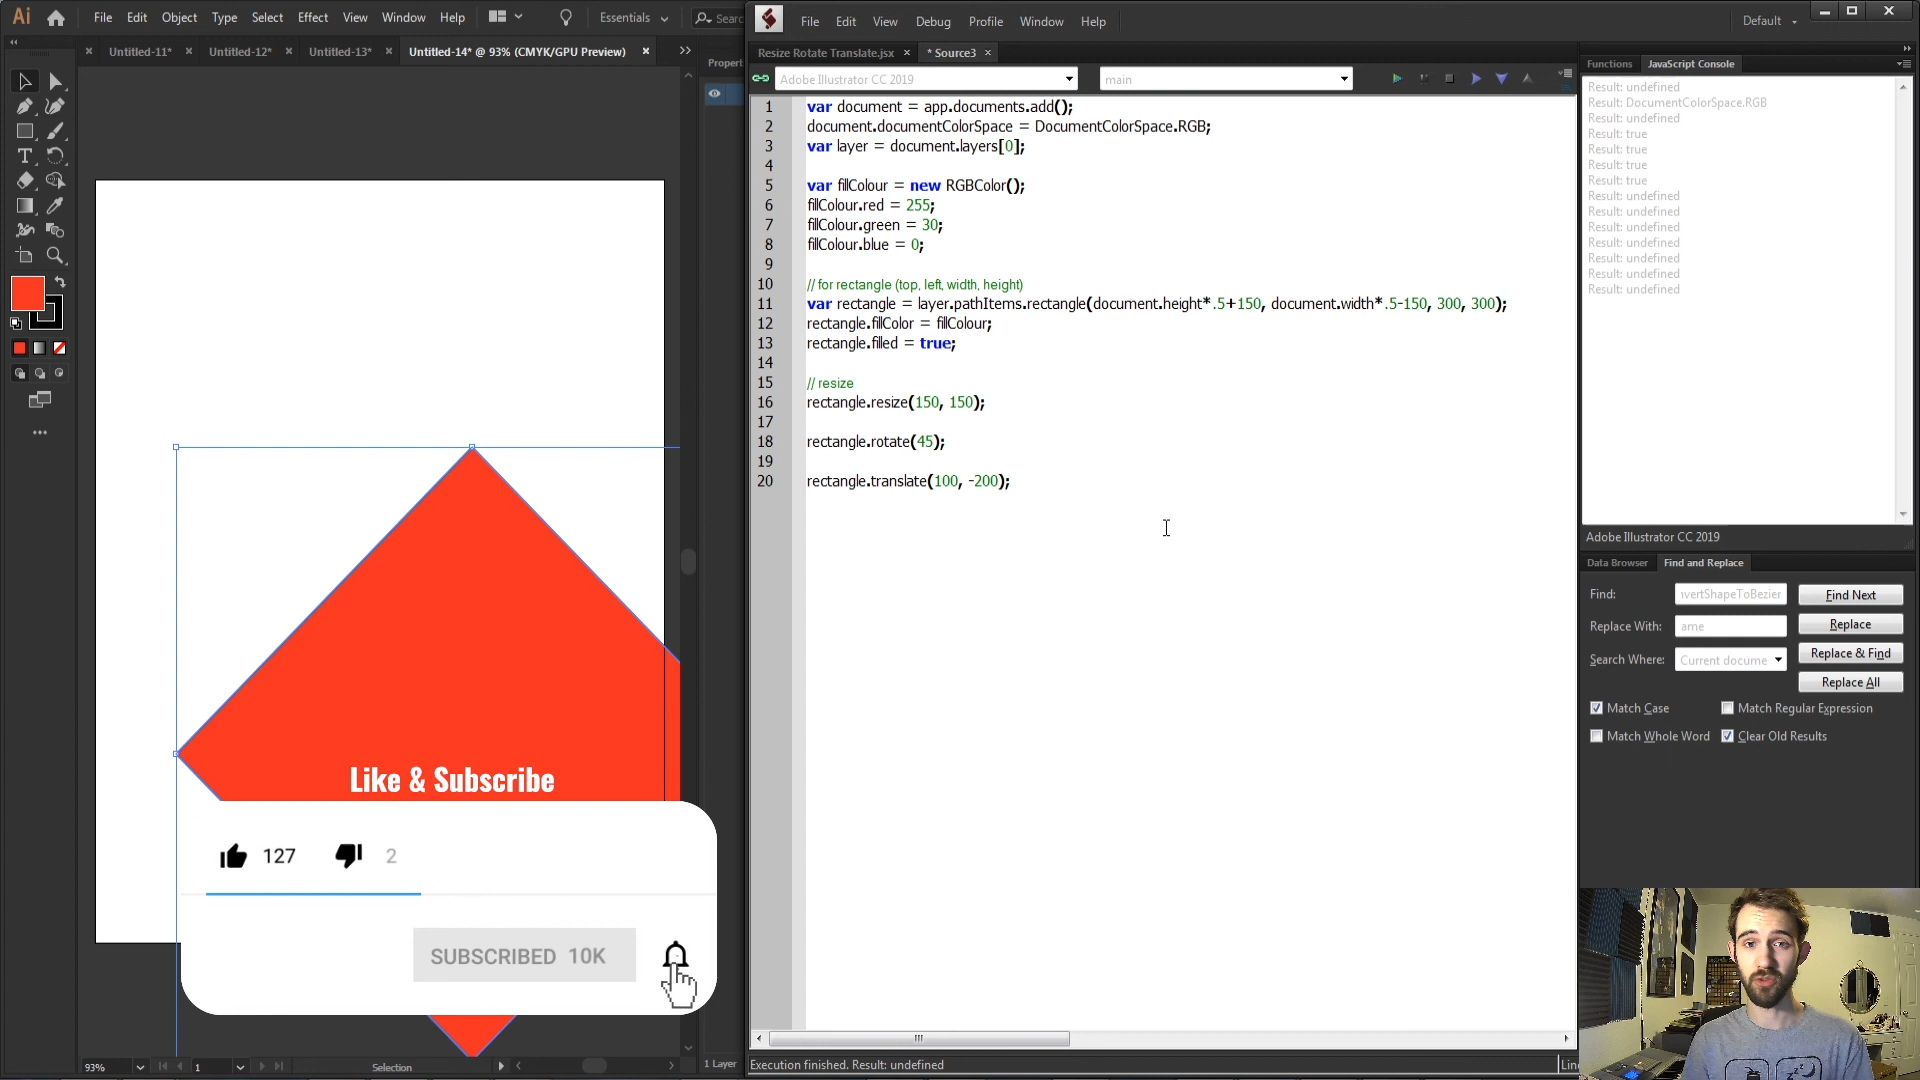 Ai File Edit Object Type Select Effect View Window Help Essentials Searc
Untitled-11* × Untitled-12* × Untitled-13* × Untitled-14* @ 93% (CMYK/GPU Preview) ×
Propert
Like & Subscribe
127 2
SUBSCRIBED 10K
93% 1 Selection
1 Layer
File Edit View Debug Profile Window Help
Default
Resize Rotate Translate.jsx × * Source3 ×
Adobe Illustrator CC 2019 main
1 var document = app.documents.add();
2 document.documentColorSpace = DocumentColorSpace.RGB;
3 var layer = document.layers[0];
4
5 var fillColour = new RGBColor();
6 fillColour.red = 255;
7 fillColour.green = 30;
8 fillColour.blue = 0;
9
10 // for rectangle (top, left, width, height)
11 var rectangle = layer.pathItems.rectangle(document.height*.5+150, document.width*.5-150, 300, 300);
12 rectangle.fillColor = fillColour;
13 rectangle.filled = true;
14
15 // resize
16 rectangle.resize(150, 150);
17
18 rectangle.rotate(45);
19
20 rectangle.translate(100, -200);
Execution finished. Result: undefined
Line
Functions JavaScript Console
Result: undefined
Result: DocumentColorSpace.RGB
Result: undefined
Result: true
Result: true
Result: true
Result: true
Result: undefined
Result: undefined
Result: undefined
Result: undefined
Result: undefined
Result: undefined
Result: undefined
Adobe Illustrator CC 2019
Data Browser Find and Replace
Find: nvertShapeToBezier Find Next
Replace With: ame Replace
Search Where: Current docume Replace & Find
Replace All
Match Case Match Regular Expression
Match Whole Word Clear Old Results